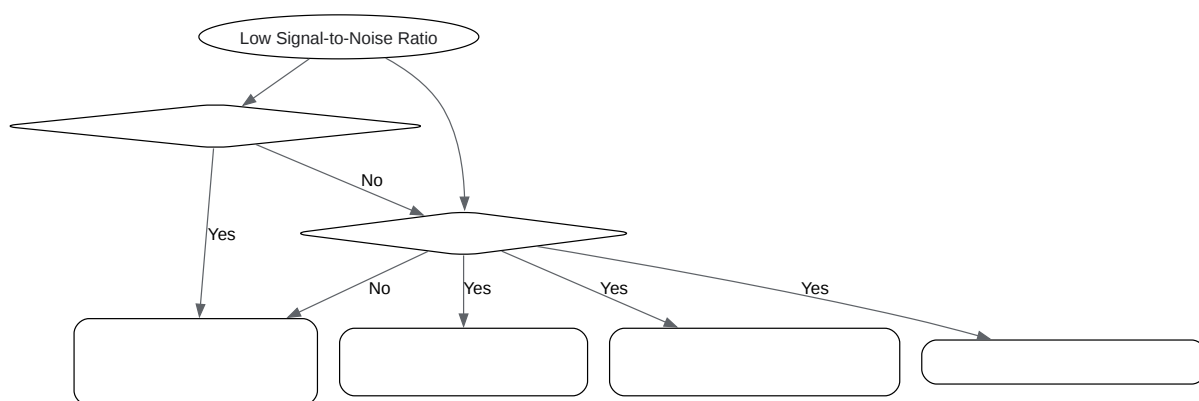 Low Signal-to-Noise Ratio
No
Yes
No
Yes
Yes
Yes